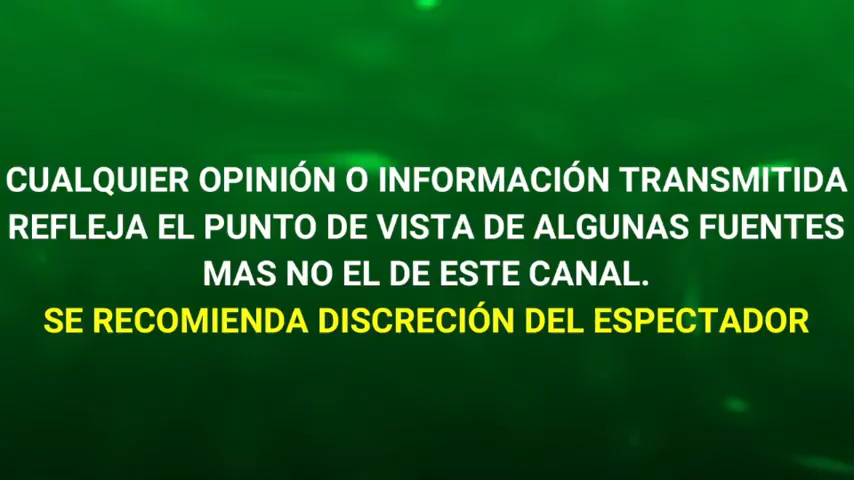 CUALQUIER OPINIÓN O INFORMACIÓN TRANSMITIDA
REFLEJA EL PUNTO DE VISTA DE ALGUNAS FUENTES
MAS NO EL DE ESTE CANAL.
SE RECOMIENDA DISCRECIÓN DEL ESPECTADOR